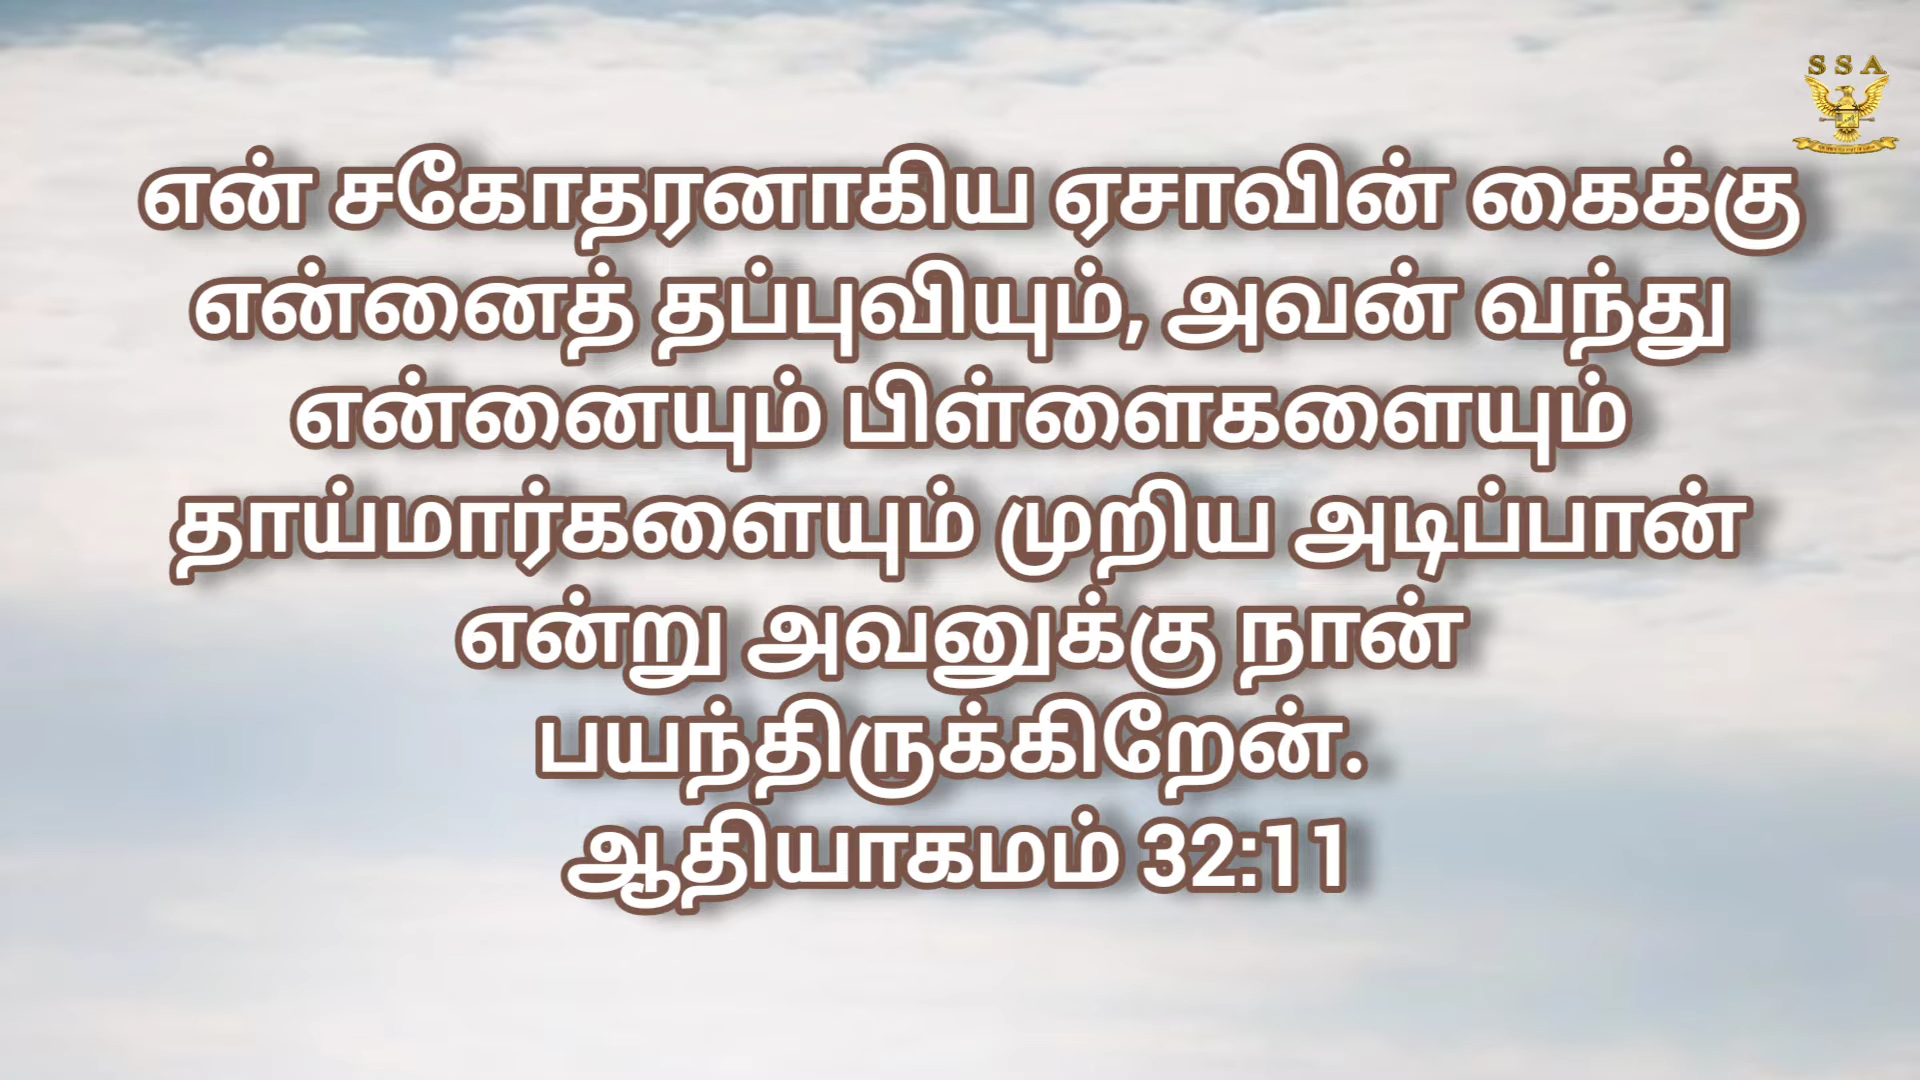 SSA
என் சகோதரனாகிய ஏசாவின் கைக்கு
என்னைத் தப்புவியும், அவன் வந்து
என்னையும் பிள்ளைகளையும்
தாய்மார்களையும் முறிய அடிப்பான்
என்று அவனுக்கு நான்
பயந்திருக்கிறேன்.
ஆதியாகமம் 32:11